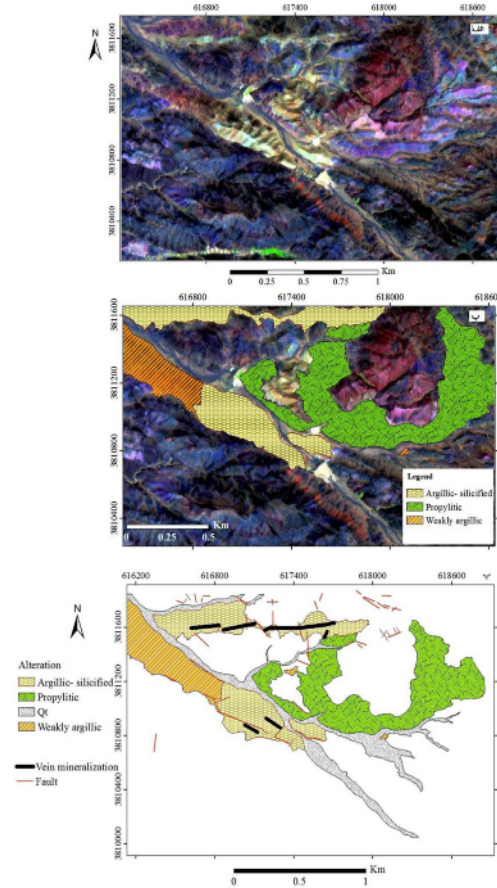 616800 617400 618000 618600
3811600
3811200
3810800
3810400
N
الف
Km
0 0.25 0.5 0.75 1
616800 617400 618000 61860
3811600
3811200
3810800
3810400
ب
Legend
Argillic- silicified
Propylitic
Weakly argillic
Km
0 0.25 0.5
616200 616800 617400 618000 618600
3811600
3811200
3810800
3810400
3810000
N
Alteration
Argillic- silicified
Propylitic
Qt
Weakly argillic
Vein mineralization
Fault
Km
0 0.5 1